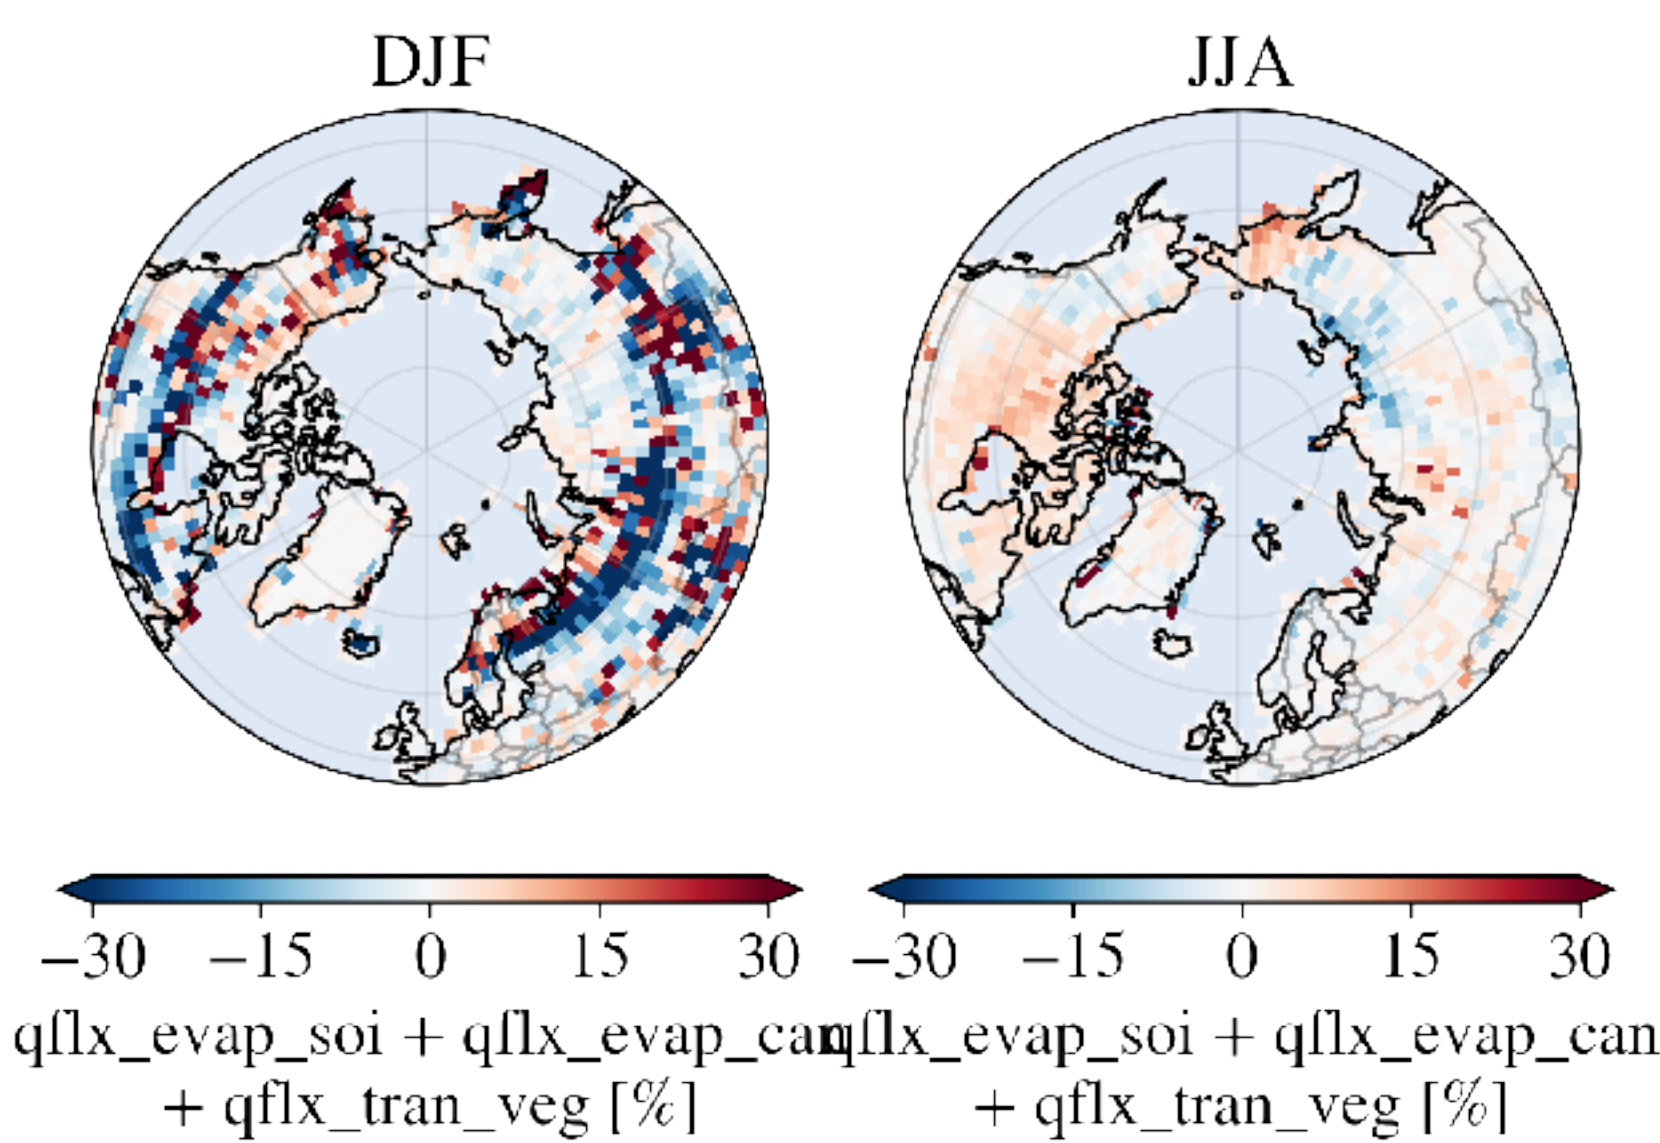 DJF
JJA
−30 −15 0 15 30
−30 −15 0 15 30
qflx_evap_soi + qflx_evap_can
+ qflx_tran_veg [%]
qflx_evap_soi + qflx_evap_can
+ qflx_tran_veg [%]